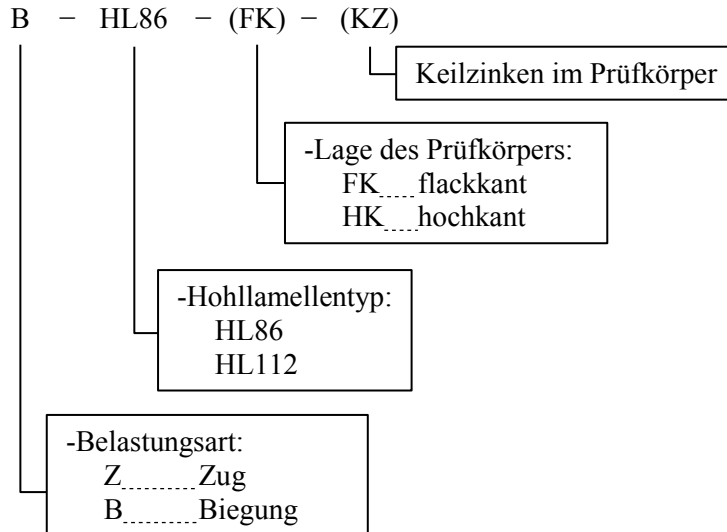 B – HL86 – (FK) – (KZ)
Keilzinken im Prüfkörper
-Lage des Prüfkörpers:
FK.....flackkant
HK.....hochkant
-Hohllamellentyp:
HL86
HL112
-Belastungsart:
Z..........Zug
B..........Biegung